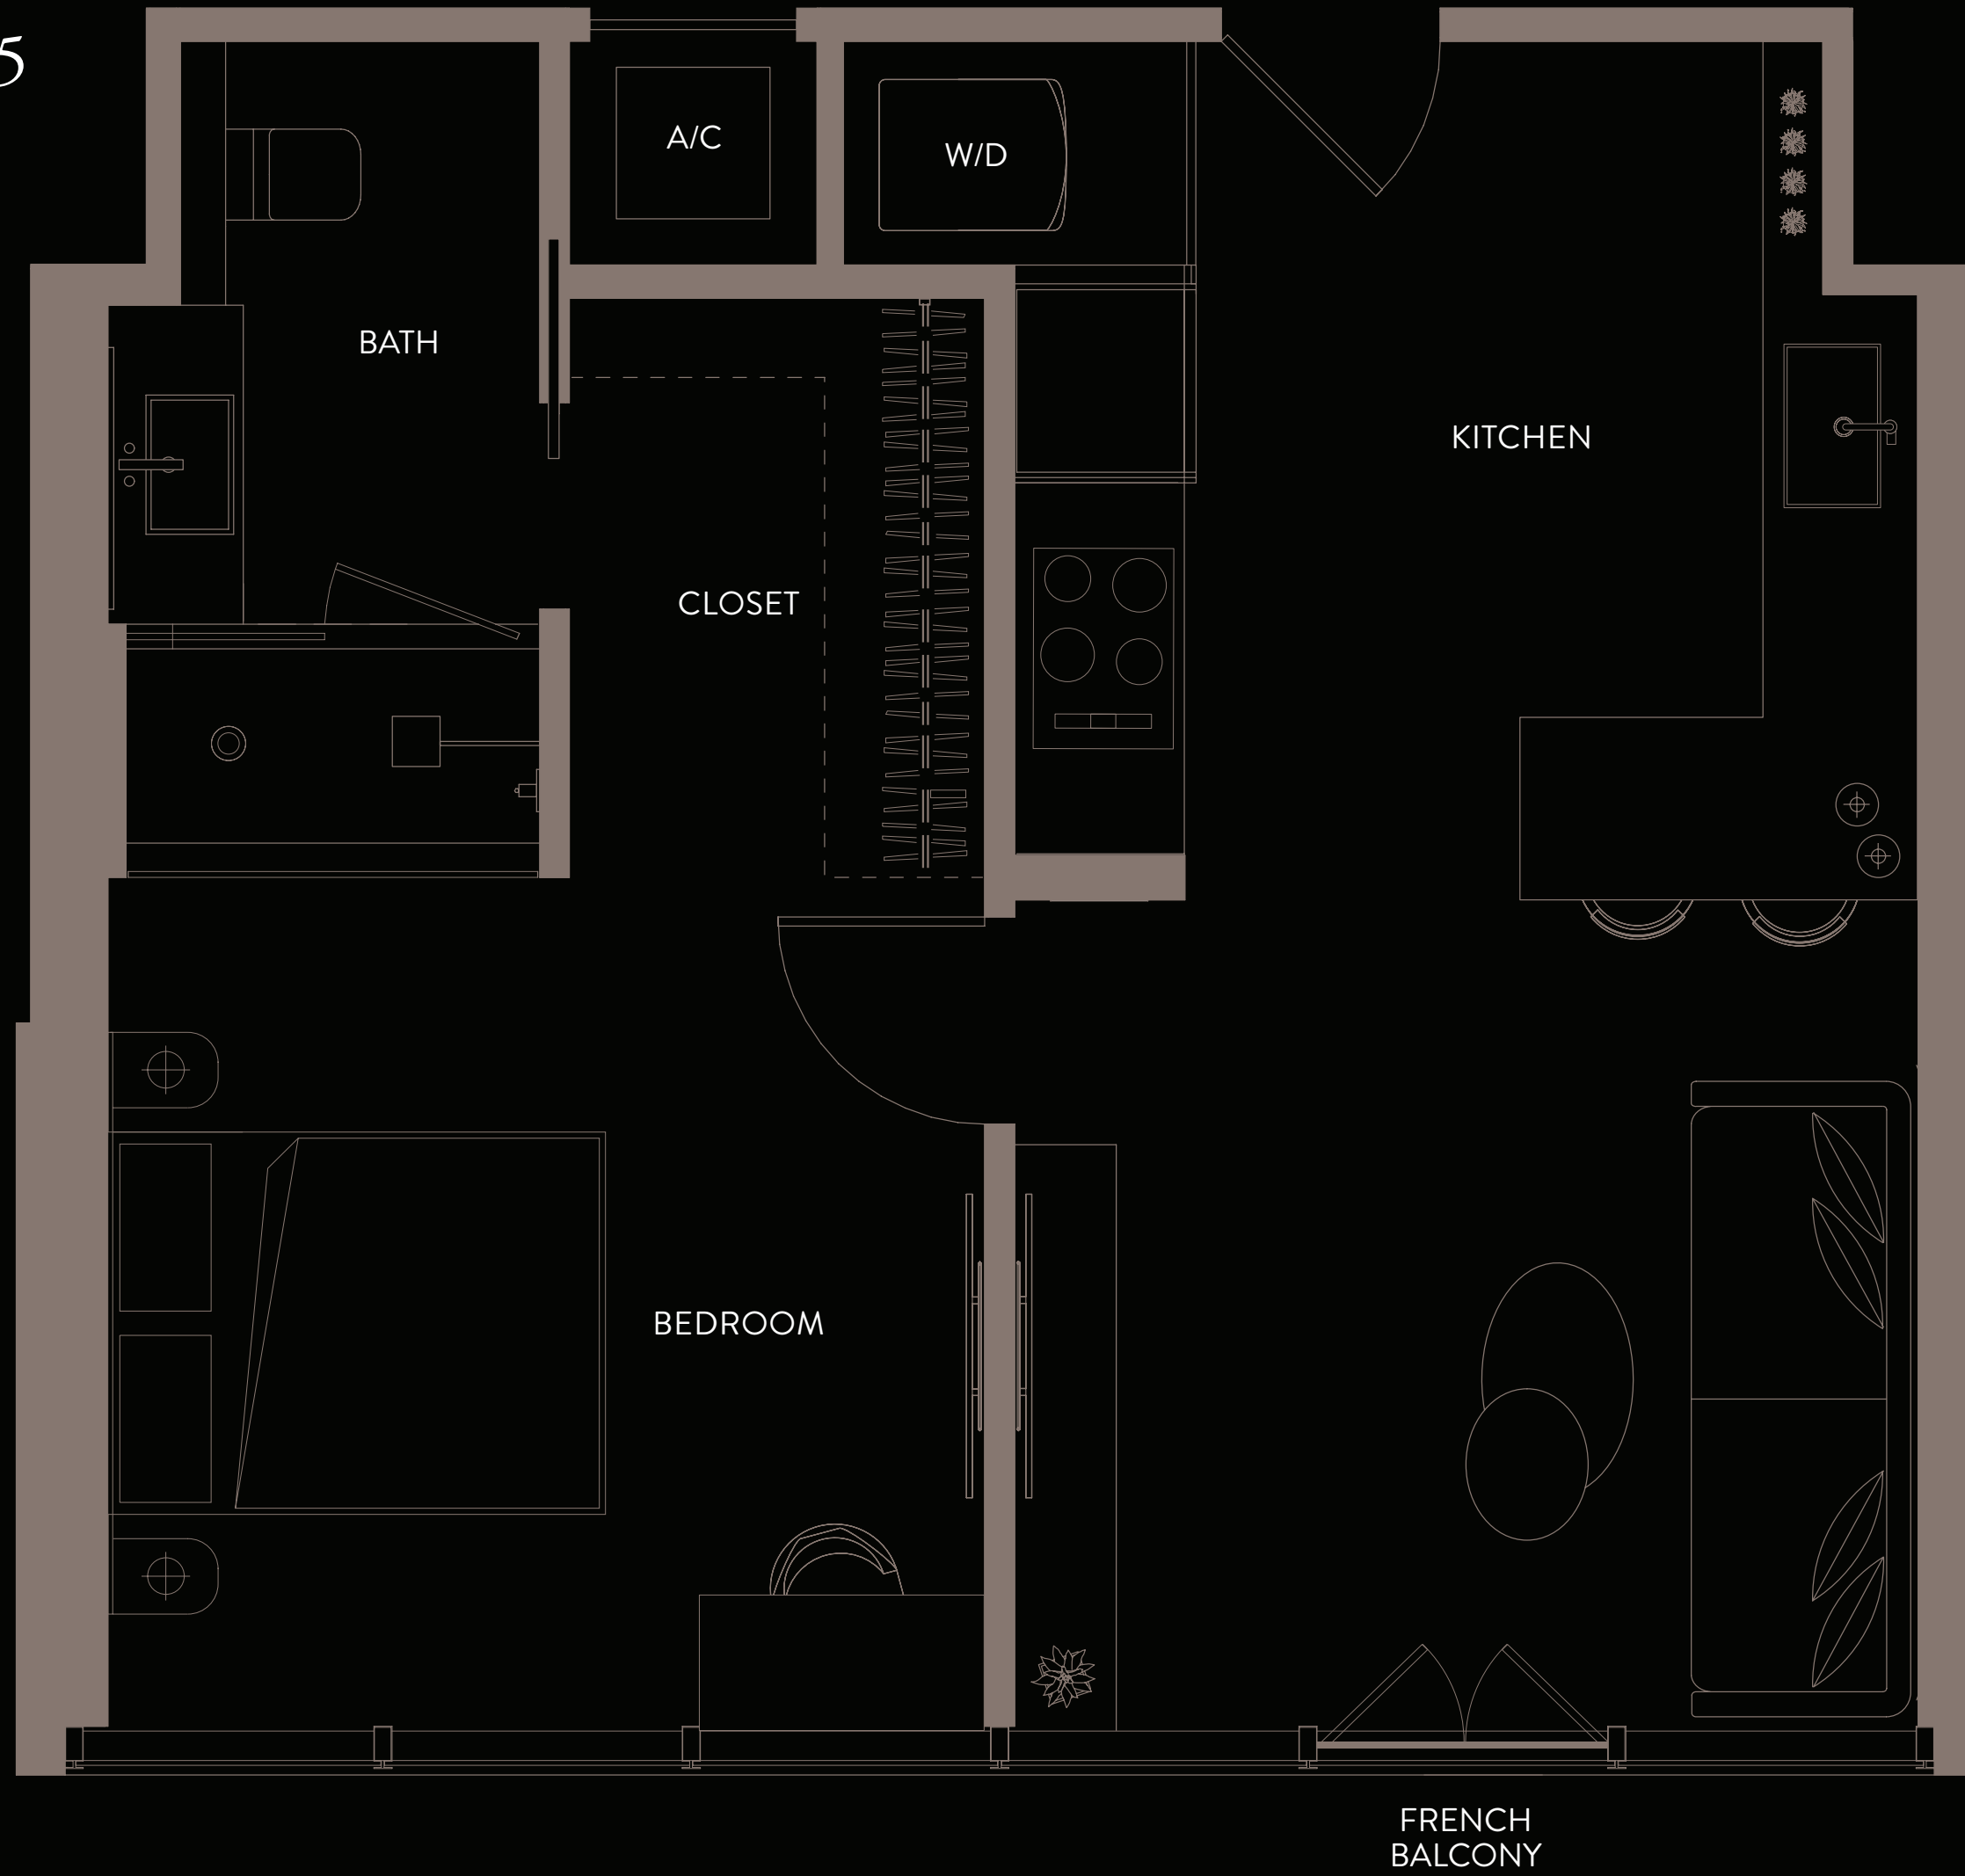 5
A/C
W/D
BATH
KITCHEN
CLOSET
BEDROOM
FRENCH
BALCONY